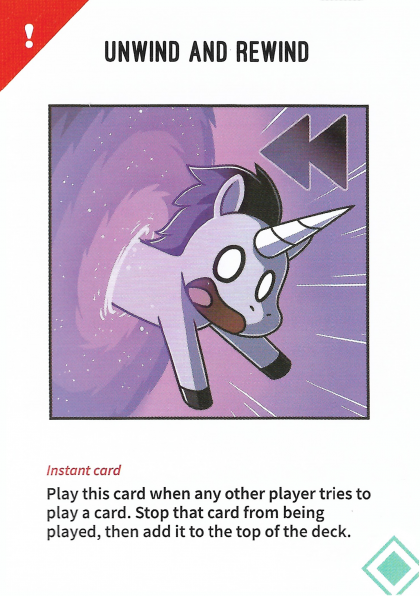 !
UNWIND AND REWIND
Instant card
Play this card when any other player tries to
play a card. Stop that card from being
played, then add it to the top of the deck.